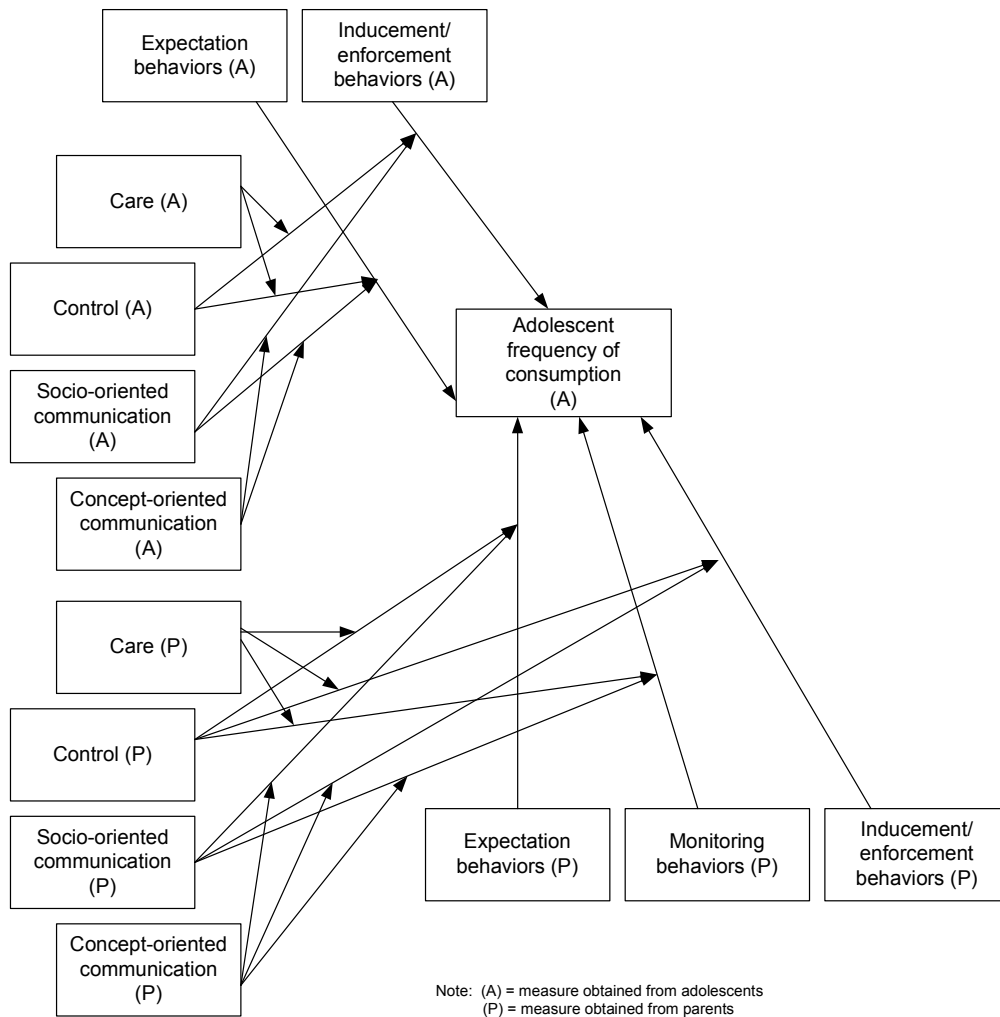 Expectation
behaviors (A)
Inducement/
enforcement
behaviors (A)
Care (A)
Control (A)
Socio-oriented
communication
(A)
Concept-oriented
communication
(A)
Adolescent
frequency of
consumption
(A)
Care (P)
Control (P)
Socio-oriented
communication
(P)
Concept-oriented
communication
(P)
Expectation
behaviors (P)
Monitoring
behaviors (P)
Inducement/
enforcement
behaviors (P)
Note: (A) = measure obtained from adolescents
(P) = measure obtained from parents